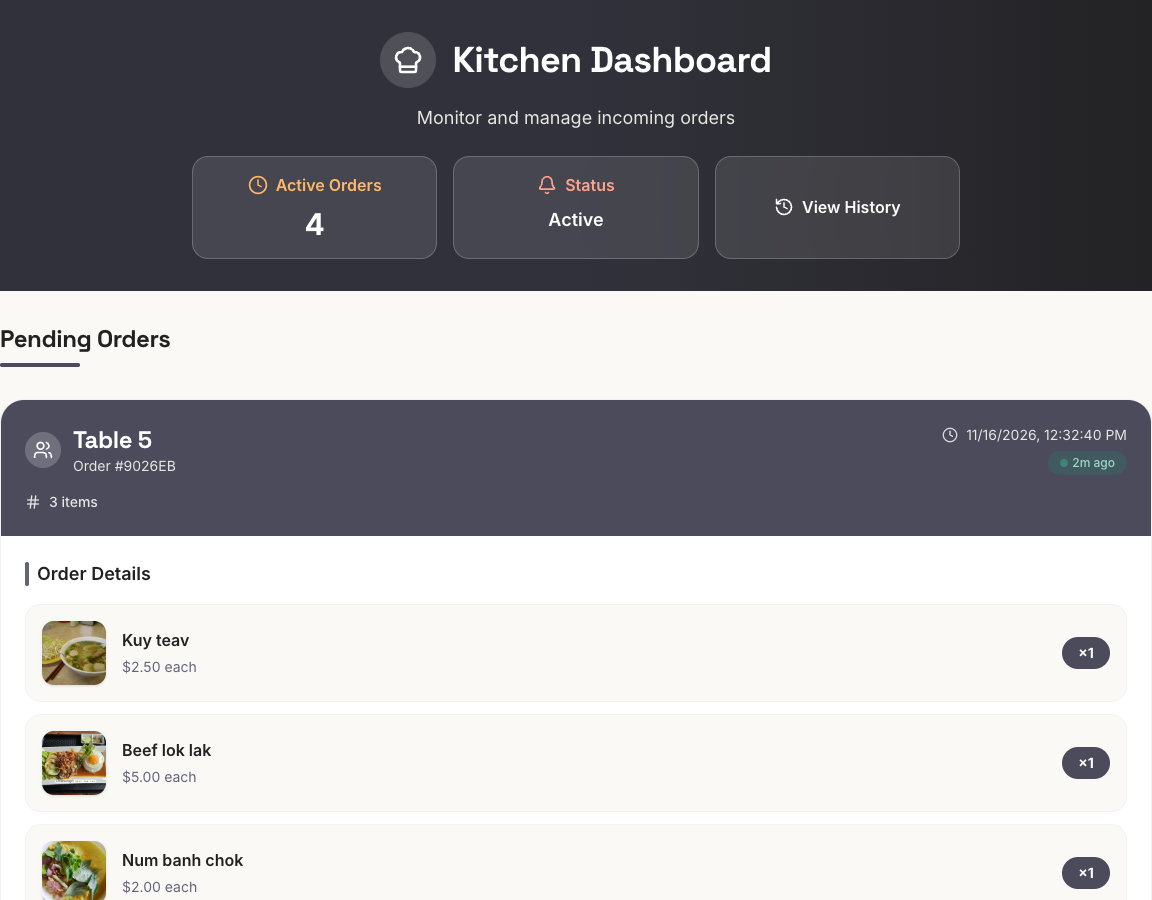 Kitchen Dashboard
Monitor and manage incoming orders
Active Orders
4
Status
Active
View History
Pending Orders
Table 5
Order #9026EB
11/16/2026, 12:32:40 PM
2m ago
# 3 items
Order Details
Kuy teav
$2.50 each
×1
Beef lok lak
$5.00 each
×1
Num banh chok
$2.00 each
×1